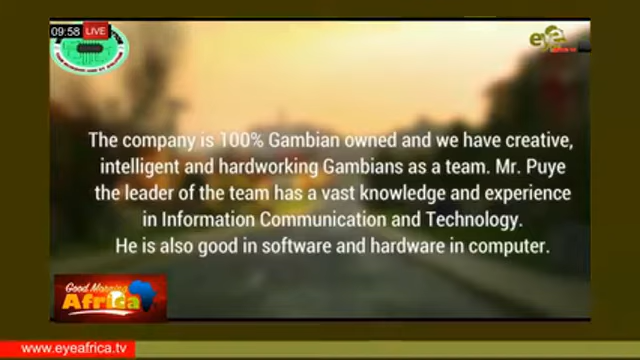 09:58 LIVE
eye
The company is 100% Gambian owned and we have creative,
intelligent and hardworking Gambians as a team. Mr. Puye
the leader of the team has a vast knowledge and experience
in Information Communication and Technology.
He is also good in software and hardware in computer.
Good Morning
Africa
www.eyeafrica.tv